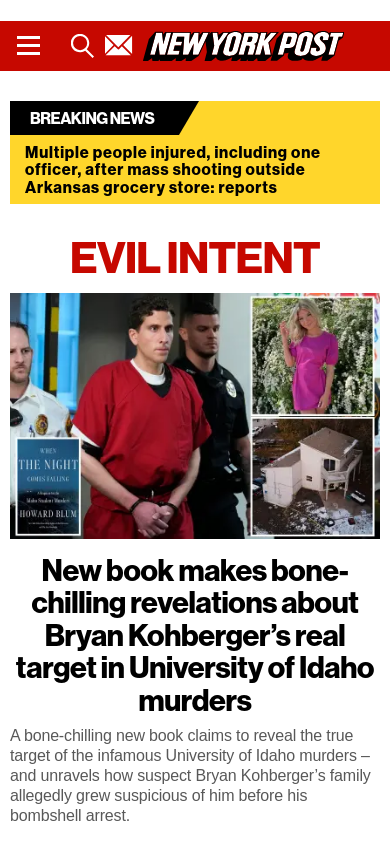 NEW YORK POST
BREAKING NEWS
Multiple people injured, including one
officer, after mass shooting outside
Arkansas grocery store: reports
EVIL INTENT
WHEN
THE NIGHT
COMES FALLING
HOWARD BLUM
New book makes bone-
chilling revelations about
Bryan Kohberger’s real
target in University of Idaho
murders
A bone-chilling new book claims to reveal the true
target of the infamous University of Idaho murders –
and unravels how suspect Bryan Kohberger’s family
allegedly grew suspicious of him before his
bombshell arrest.